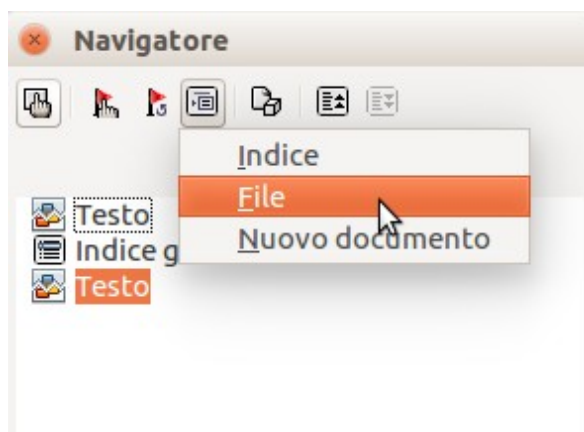 Navigatore
Indice
File
Nuovo documento
Testo
Indice g
Testo